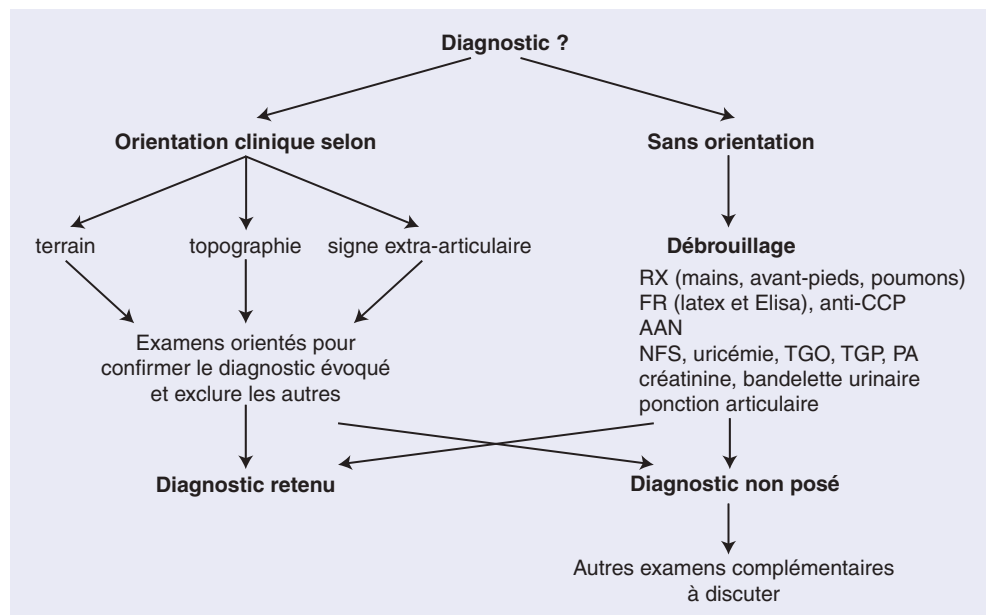 Diagnostic ?
Orientation clinique selon
Sans orientation
terrain
topographie
signe extra-articulaire
Débrouillage
RX (mains, avant-pieds, poumons)
FR (latex et Elisa), anti-CCP
AAN
NFS, uricémie, TGO, TGP, PA
créatinine, bandelette urinaire
ponction articulaire
Examens orientés pour
confirmer le diagnostic évoqué
et exclure les autres
Diagnostic retenu
Diagnostic non posé
Autres examens complémentaires
à discuter